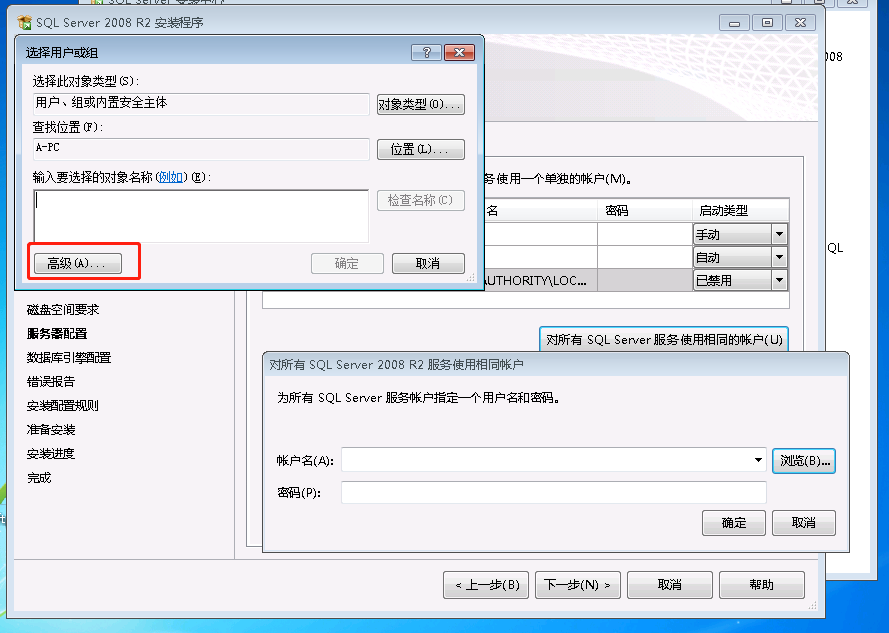 SQL Server 安装中心
SQL Server 2008 R2 安装程序
选择用户或组
选择此对象类型(S):
用户、组或内置安全主体
对象类型(O)...
查找位置(F):
A-PC
位置(L)...
输入要选择的对象名称(例如)(E):
检查名称(C)
高级(A)...
确定
取消
008
务使用一个单独的帐户(M)。
名
密码
启动类型
手动
自动
AUTHORITY\LOC...
已禁用
QL
对所有 SQL Server 服务使用相同的帐户(U)
磁盘空间要求
服务器配置
数据库引擎配置
错误报告
安装配置规则
准备安装
安装进度
完成
对所有 SQL Server 2008 R2 服务使用相同帐户
为所有 SQL Server 服务帐户指定一个用户名和密码。
帐户名(A):
浏览(B)...
密码(P):
确定
取消
< 上一步(B)
下一步(N) >
取消
帮助